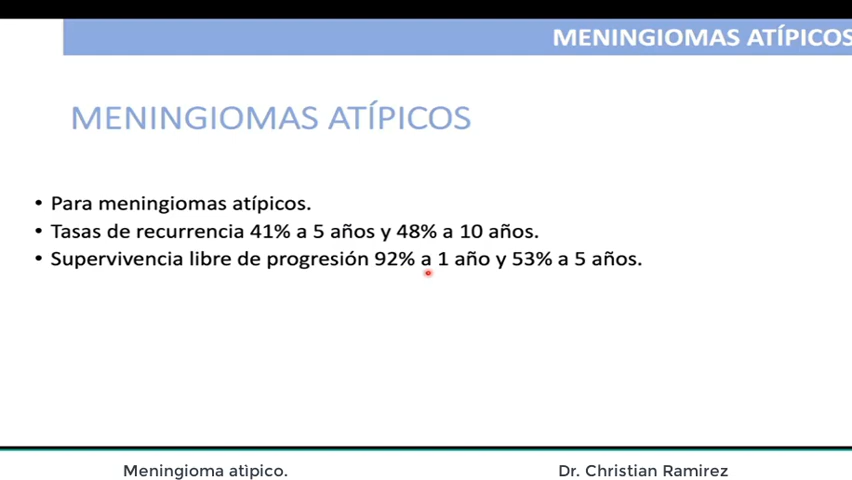 MENINGIOMAS ATÍPICOS
MENINGIOMAS ATÍPICOS
• Para meningiomas atípicos.
• Tasas de recurrencia 41% a 5 años y 48% a 10 años.
• Supervivencia libre de progresión 92% a 1 año y 53% a 5 años.
Meningioma atìpico.
Dr. Christian Ramirez